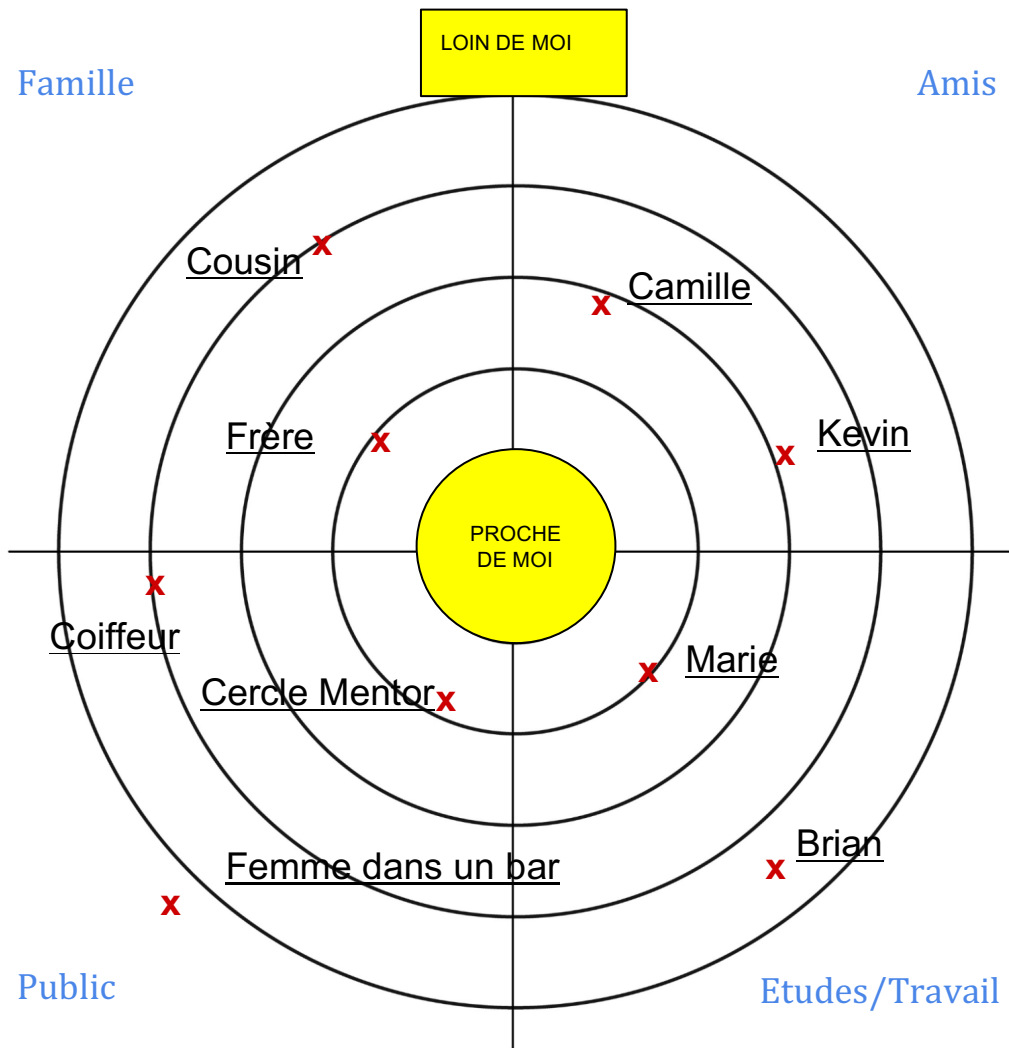 LOIN DE MOI
Famille
Amis
Cousin
x
Camille
x
Frère
x
Kevin
x
PROCHE
DE MOI
x
Coiffeur
Marie
x
Cercle Mentor
x
Brian
x
Femme dans un bar
x
Public
Etudes/Travail